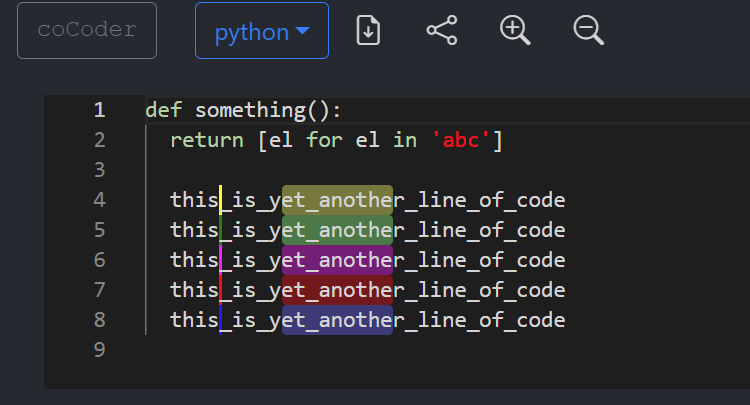 coCoder
python
1 def something():
2 return [el for el in 'abc']
3
4 this_is_yet_another_line_of_code
5 this_is_yet_another_line_of_code
6 this_is_yet_another_line_of_code
7 this_is_yet_another_line_of_code
8 this_is_yet_another_line_of_code
9